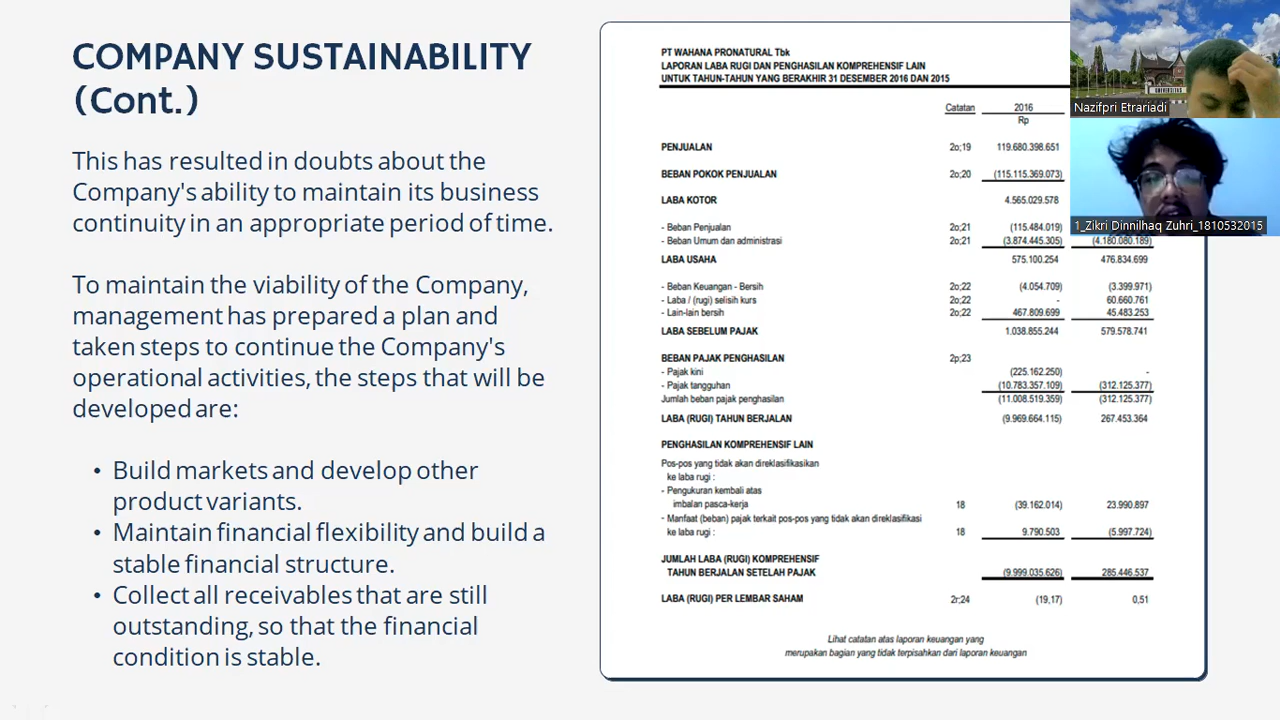 COMPANY SUSTAINABILITY
(Cont.)
This has resulted in doubts about the
Company's ability to maintain its business
continuity in an appropriate period of time.
To maintain the viability of the Company,
management has prepared a plan and
taken steps to continue the Company's
operational activities, the steps that will be
developed are:
• Build markets and develop other
product variants.
• Maintain financial flexibility and build a
stable financial structure.
• Collect all receivables that are still
outstanding, so that the financial
condition is stable.
PT WAHANA PRONATURAL Tbk
LAPORAN LABA RUGI DAN PENGHASILAN KOMPREHENSIF LAIN
UNTUK TAHUN-TAHUN YANG BERAKHIR 31 DESEMBER 2016 DAN 2015
Catatan 2016
Rp
PENJUALAN 2o;19 119.680.398.651
BEBAN POKOK PENJUALAN 2o;20 (115.115.369.073)
LABA KOTOR 4.565.029.578
- Beban Penjualan 2o;21 (115.484.019)
- Beban Umum dan administrasi 2o;21 (3.874.445.305) (4.180.080.189)
LABA USAHA 575.100.254 476.834.699
- Beban Keuangan - Bersih 2o;22 (4.054.709) (3.399.971)
- Laba / (rugi) selisih kurs 2o;22 - 60.660.761
- Lain-lain bersih 2o;22 467.809.699 45.483.253
LABA SEBELUM PAJAK 1.038.855.244 579.578.741
BEBAN PAJAK PENGHASILAN 2p;23
- Pajak kini (225.162.250) -
- Pajak tangguhan (10.783.357.109) (312.125.377)
Jumlah beban pajak penghasilan (11.008.519.359) (312.125.377)
LABA (RUGI) TAHUN BERJALAN (9.969.664.115) 267.453.364
PENGHASILAN KOMPREHENSIF LAIN
Pos-pos yang tidak akan direklasifikasikan
ke laba rugi :
- Pengukuran kembali atas
imbalan pasca-kerja 18 (39.162.014) 23.990.897
- Manfaat (beban) pajak terkait pos-pos yang tidak akan direklasifikasi
ke laba rugi : 18 9.790.503 (5.997.724)
JUMLAH LABA (RUGI) KOMPREHENSIF
TAHUN BERJALAN SETELAH PAJAK (9.999.035.626) 285.446.537
LABA (RUGI) PER LEMBAR SAHAM 2r;24 (19,17) 0,51
Lihat catatan atas laporan keuangan yang
merupakan bagian yang tidak terpisahkan dari laporan keuangan
UNIVERSITAS
Nazifpri Etrariadi
1_Zikri Dinnilhaq Zuhri_1810532015